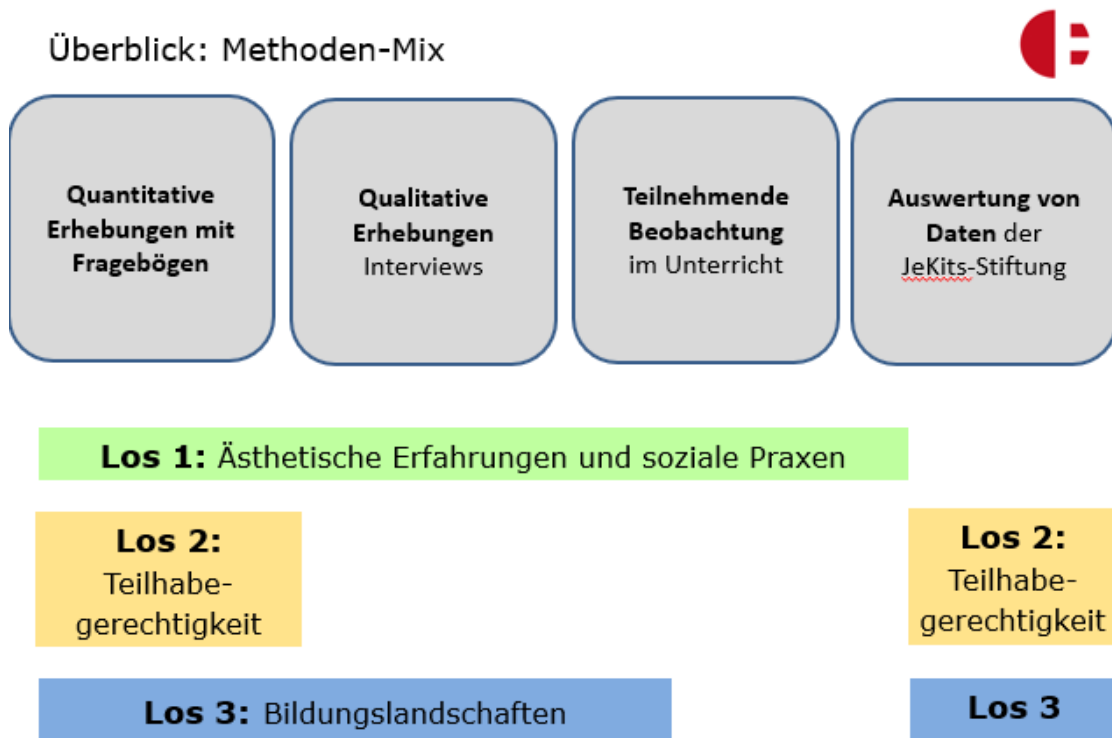 Überblick: Methoden-Mix
Quantitative
Erhebungen mit
Fragebögen
Qualitative
Erhebungen
Interviews
Teilnehmende
Beobachtung
im Unterricht
Auswertung von
Daten der
JeKits-Stiftung
Los 1: Ästhetische Erfahrungen und soziale Praxen
Los 2:
Teilhabe-
gerechtigkeit
Los 2:
Teilhabe-
gerechtigkeit
Los 3: Bildungslandschaften
Los 3